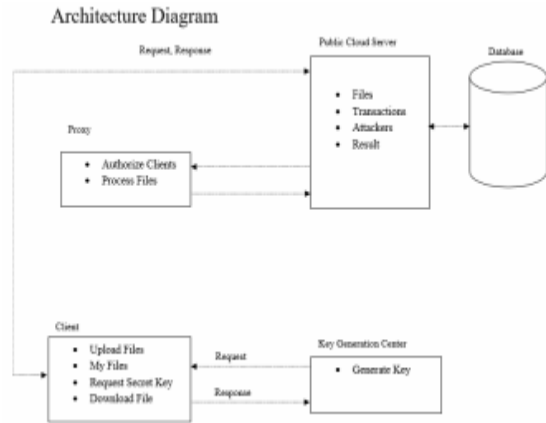 Architecture Diagram
Public Cloud Server
Request, Response
Database
Files
Transactions
Attackers
Result
Proxy
Authorize Clients
Process Files
Client
Upload Files
My Files
Request Secret Key
Download File
Request
Response
Key Generation Center
Generate Key